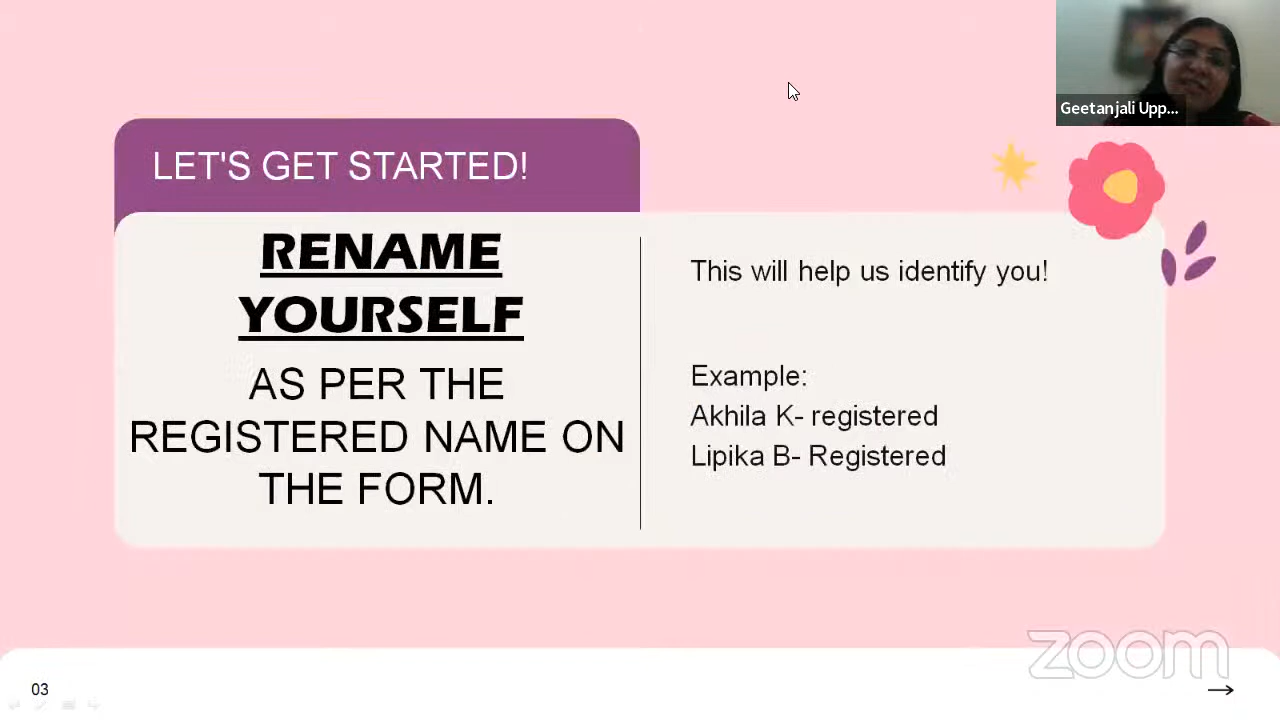 Geetanjali Upp...
LET'S GET STARTED!
RENAME
YOURSELF
AS PER THE
REGISTERED NAME ON
THE FORM.
This will help us identify you!
Example:
Akhila K- registered
Lipika B- Registered
zoom
03